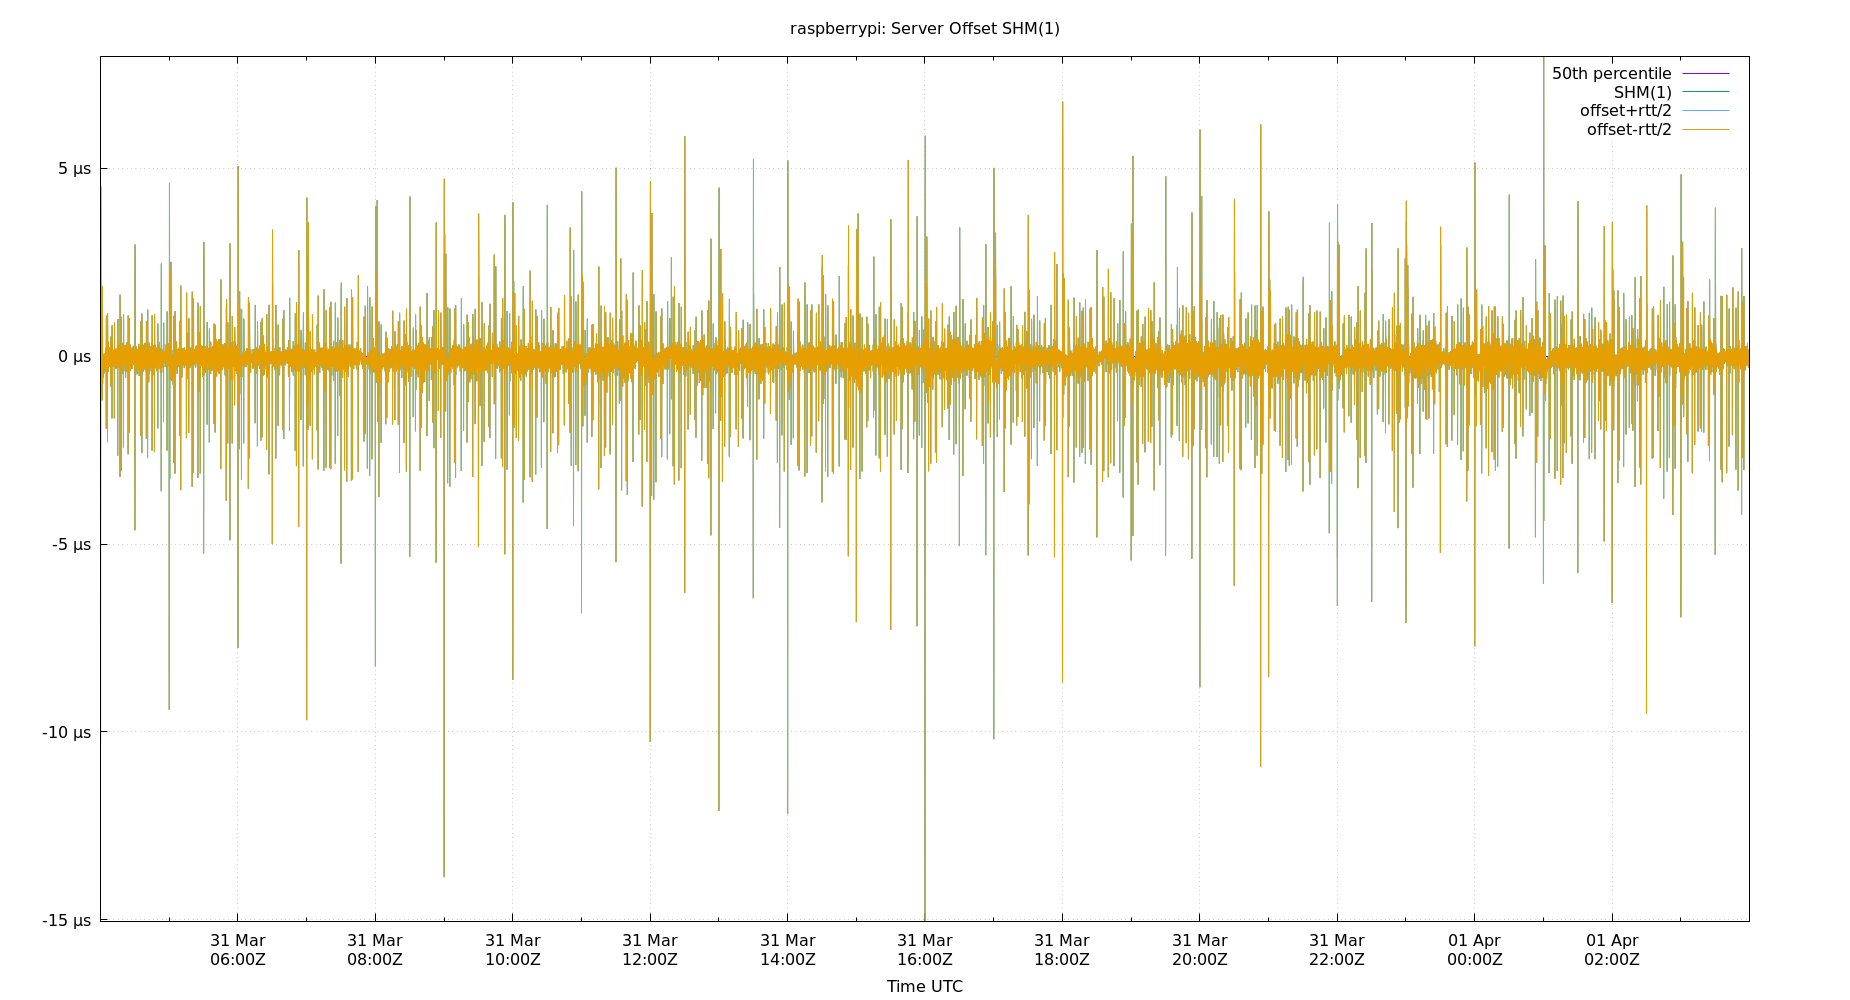 raspberrypi: Server Offset SHM(1)
50th percentile
SHM(1)
offset+rtt/2
offset-rtt/2
5 µs
0 µs
-5 µs
-10 µs
-15 µs
31 Mar 31 Mar 31 Mar 31 Mar 31 Mar 31 Mar 31 Mar 31 Mar 31 Mar 01 Apr 01 Apr
06:00Z 08:00Z 10:00Z 12:00Z 14:00Z 16:00Z 18:00Z 20:00Z 22:00Z 00:00Z 02:00Z
Time UTC